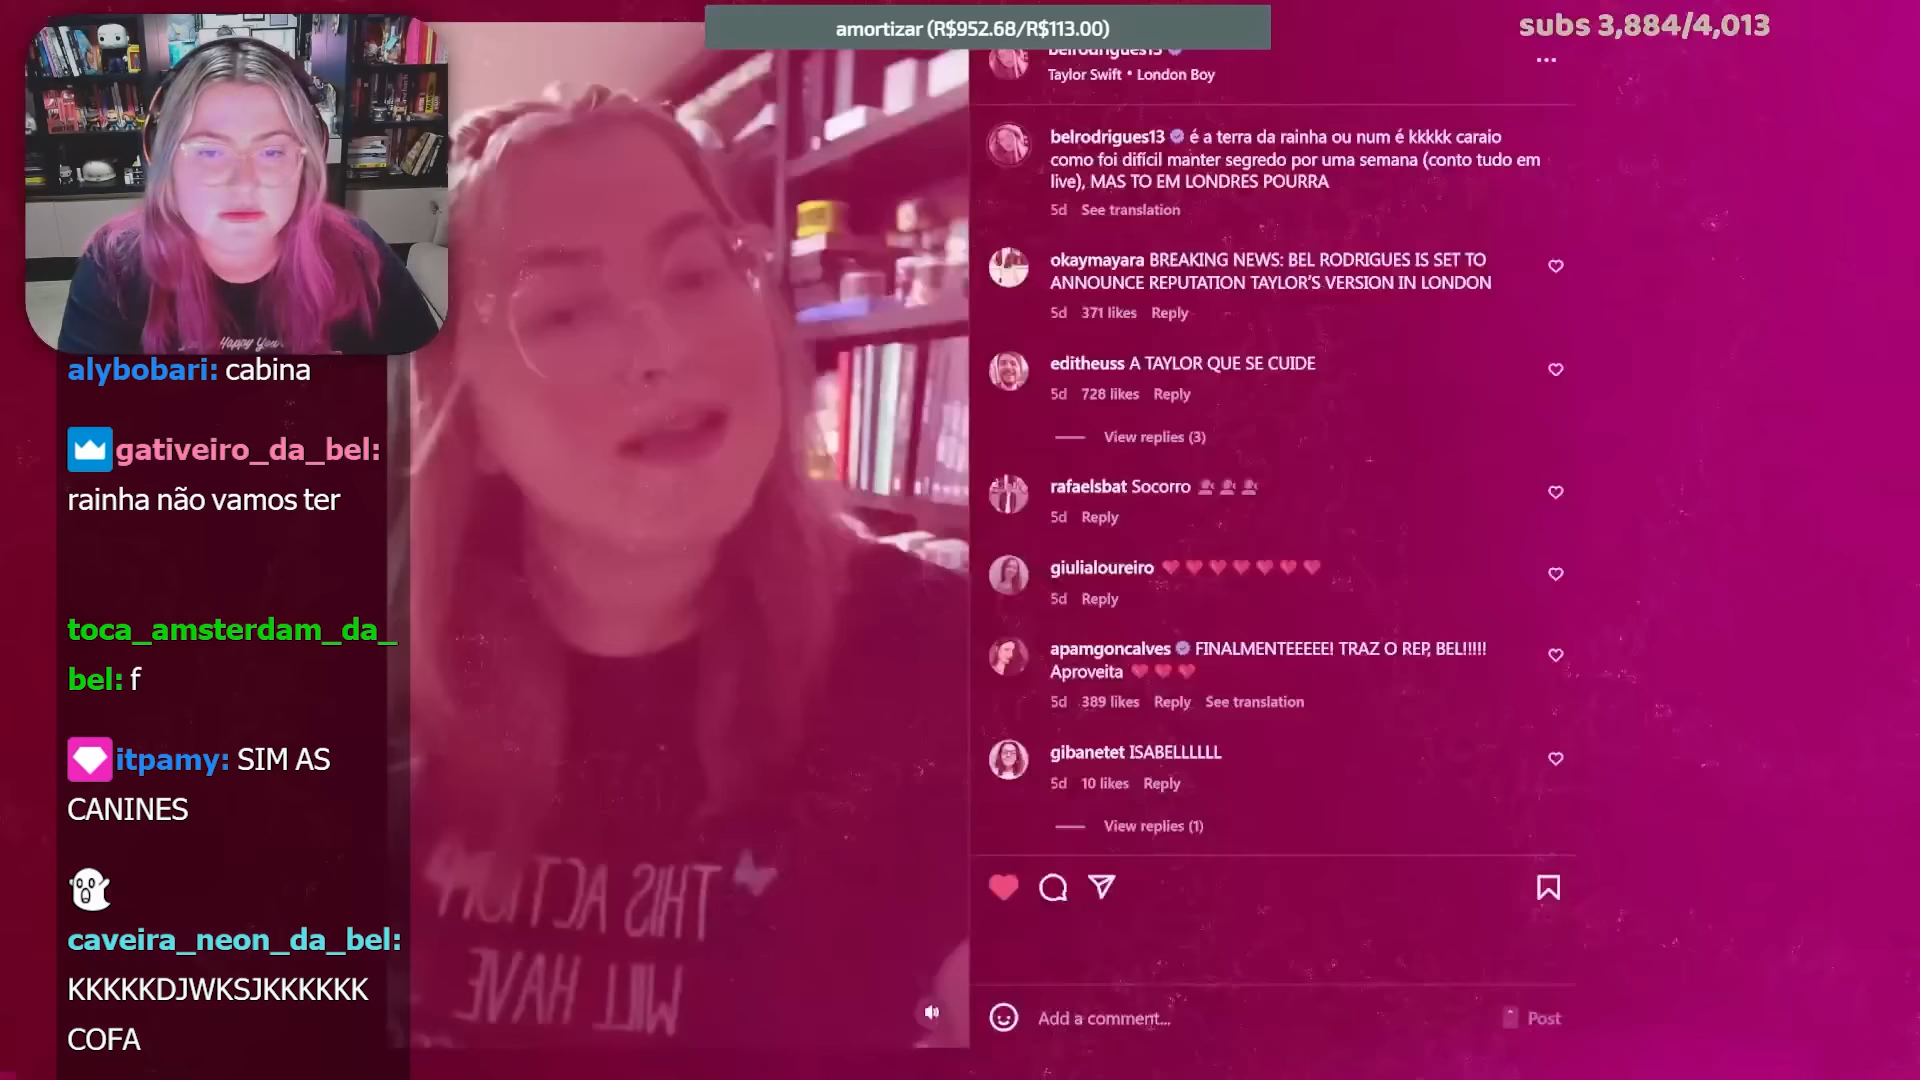 amortizar (R$952.68/R$113.00)
subs 3,884/4,013
Happy You
alybobari: cabina
gativeiro_da_bel:
rainha não vamos ter
toca_amsterdam_da_
bel: f
itpamy: SIM AS
CANINES
caveira_neon_da_bel:
KKKKKDJWKSJKKKKKK
COFA
THIS ACTION
WILL HAVE
belrodrigues13
Taylor Swift • London Boy
belrodrigues13 é a terra da rainha ou num é kkkkk caraio
como foi difícil manter segredo por uma semana (conto tudo em
live), MAS TO EM LONDRES POURRA
5d See translation
okaymayara BREAKING NEWS: BEL RODRIGUES IS SET TO
ANNOUNCE REPUTATION TAYLOR'S VERSION IN LONDON
5d 371 likes Reply
editheuss A TAYLOR QUE SE CUIDE
5d 728 likes Reply
View replies (3)
rafaelsbat Socorro
5d Reply
giulialoureiro ❤❤❤❤❤❤❤
5d Reply
apamgoncalves FINALMENTEEEEE! TRAZ O REP, BEL!!!!!
Aproveita ❤❤❤
5d 389 likes Reply See translation
gibanetet ISABELLLLLL
5d 10 likes Reply
View replies (1)
Add a comment...
Post